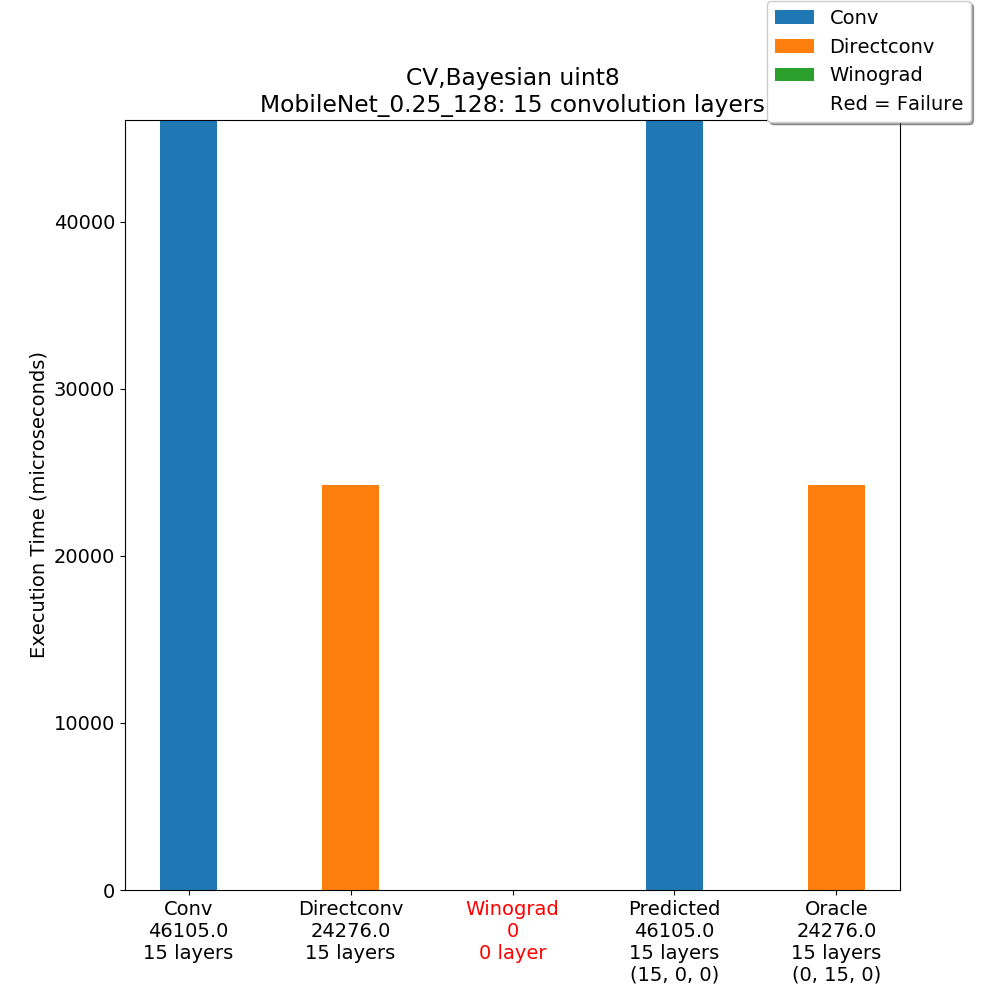 Conv
Directconv
Winograd
Red = Failure
CV,Bayesian uint8
MobileNet_0.25_128: 15 convolution layers
Execution Time (microseconds)
40000
30000
20000
10000
0
Conv
46105.0
15 layers
Directconv
24276.0
15 layers
Winograd
0
0 layer
Predicted
46105.0
15 layers
(15, 0, 0)
Oracle
24276.0
15 layers
(0, 15, 0)